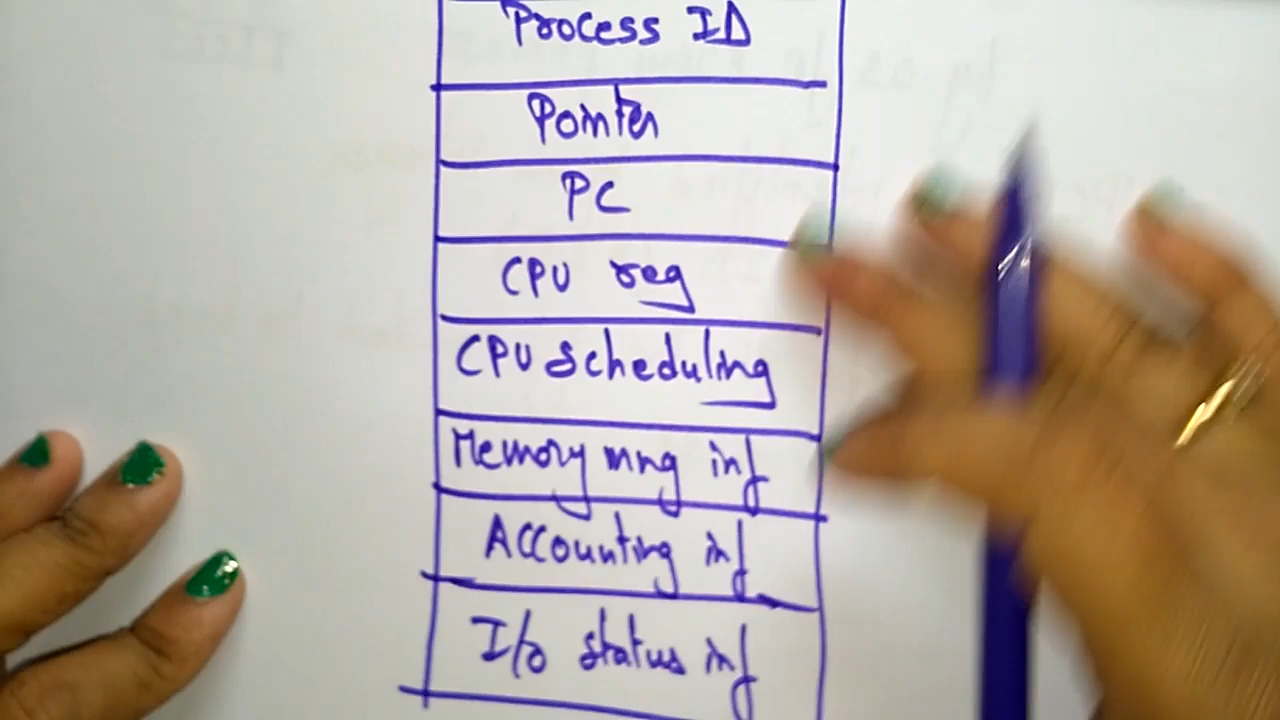 Process ID
Pointer
PC
CPU reg
CPU scheduling
Memory mng inf
Accounting inf
I/o status inf